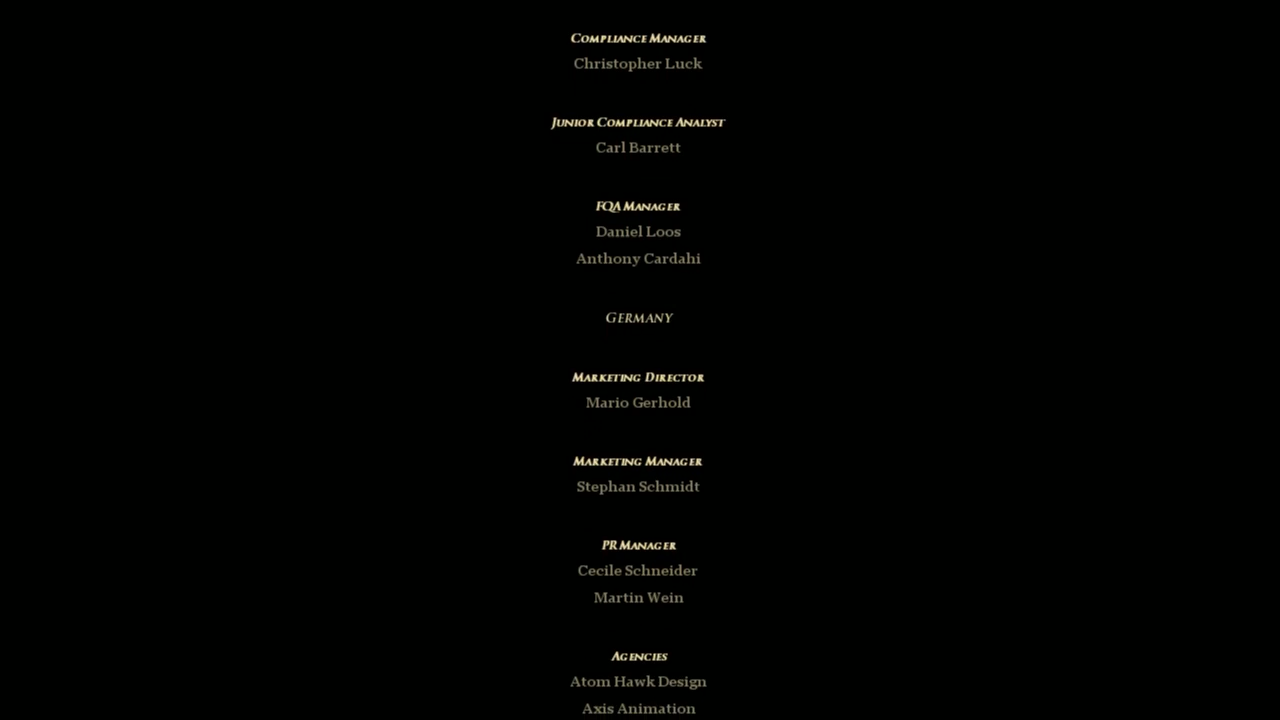 Compliance Manager
Christopher Luck
Junior Compliance Analyst
Carl Barrett
FQA Manager
Daniel Loos
Anthony Cardahi
Germany
Marketing Director
Mario Gerhold
Marketing Manager
Stephan Schmidt
PR Manager
Cecile Schneider
Martin Wein
Agencies
Atom Hawk Design
Axis Animation